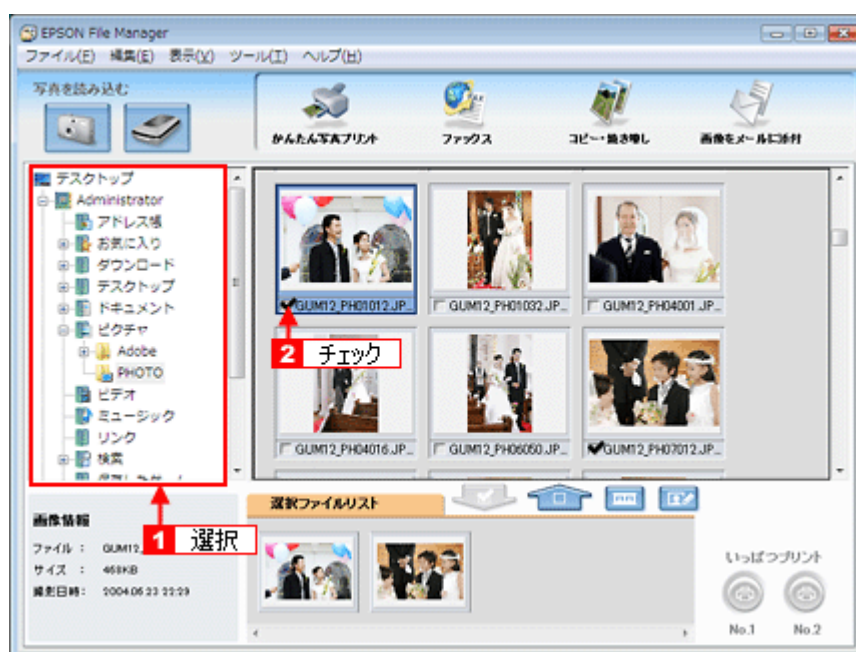 EPSON File Manager
ファイル(F) 編集(E) 表示(V) ツール(T) ヘルプ(H)
写真を読み込む
かんたん写真プリント
ファックス
コピー・焼き増し
画像をメールに添付
デスクトップ
Administrator
アドレス帳
お気に入り
ダウンロード
デスクトップ
ドキュメント
ピクチャ
Adobe
PHOTO
ビデオ
ミュージック
リンク
検索
GUM12_PH01012.JP...
GUM12_PH01032.JP...
GUM12_PH04001.JP...
2 チェック
GUM12_PH04016.JP...
GUM12_PH06050.JP...
GUM12_PH07012.JP...
1 選択
選択ファイルリスト
画像情報
ファイル : GUM12_
サイズ : 468KB
撮影日時: 2004.06.23 22:29
いっぱつプリント
No.1 No.2